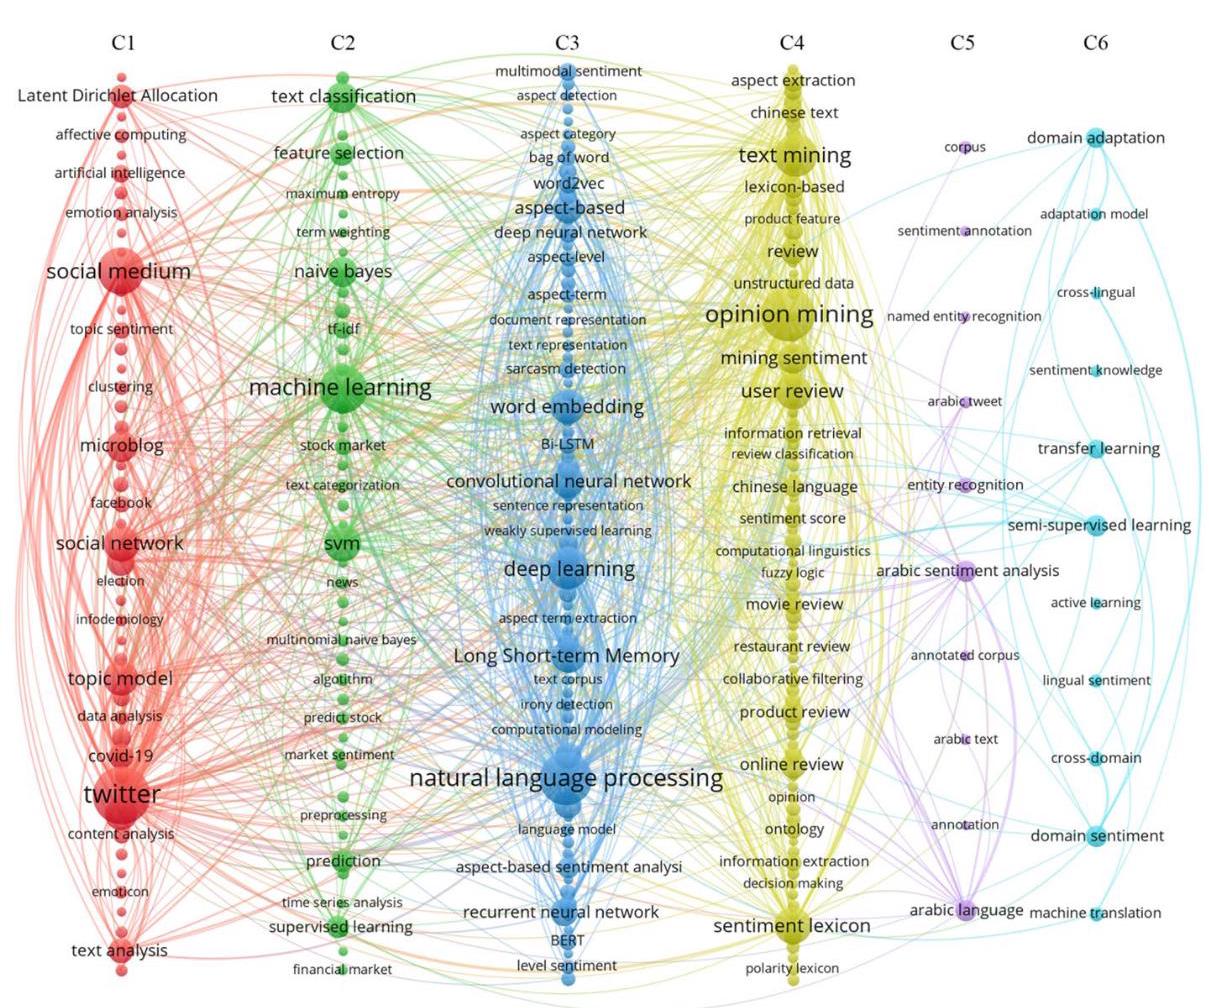 C1
C2
C3
C4
C5
C6
Latent Dirichlet Allocation
affective computing
artificial intelligence
emotion analysis
social medium
topic sentiment
clustering
microblog
facebook
social network
election
infodemiology
topic model
data analysis
covid-19
twitter
content analysis
emoticon
text analysis
text classification
feature selection
maximum entropy
term weighting
naive bayes
tf-idf
machine learning
stock market
text categorization
svm
news
multinomial naive bayes
algorithm
predict stock
market sentiment
preprocessing
prediction
time series analysis
supervised learning
financial market
multimodal sentiment
aspect detection
aspect category
bag of word
word2vec
aspect-based
deep neural network
aspect-level
aspect-term
document representation
text representation
sarcasm detection
word embedding
Bi-LSTM
convolutional neural network
sentence representation
weakly supervised learning
deep learning
aspect term extraction
Long Short-term Memory
text corpus
irony detection
computational modeling
natural language processing
language model
aspect-based sentiment analysi
recurrent neural network
BERT
level sentiment
aspect extraction
chinese text
text mining
lexicon-based
product feature
review
unstructured data
opinion mining
mining sentiment
user review
information retrieval
review classification
chinese language
sentiment score
computational linguistics
fuzzy logic
movie review
restaurant review
collaborative filtering
product review
online review
opinion
ontology
information extraction
decision making
sentiment lexicon
polarity lexicon
corpus
sentiment annotation
named entity recognition
arabic tweet
entity recognition
arabic sentiment analysis
annotated corpus
arabic text
annotation
arabic language
domain adaptation
adaptation model
cross-lingual
sentiment knowledge
transfer learning
semi-supervised learning
active learning
lingual sentiment
cross-domain
domain sentiment
machine translation